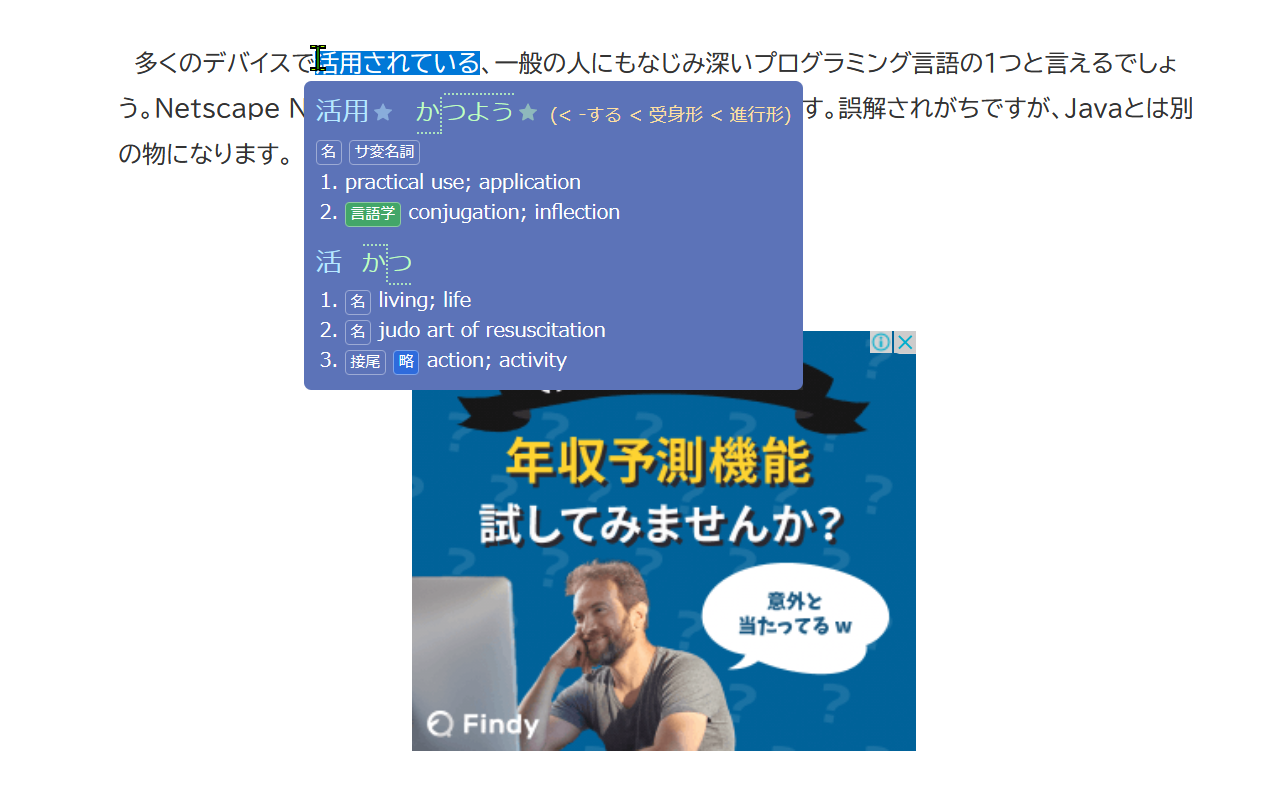 多くのデバイスで活用されている、一般の人にもなじみ深いプログラミング言語の1つと言えるでしょ
う。Netscape N
す。誤解されがちですが、Javaとは別
の物になります。
活用★ かつよう★ (< -する < 受身形 < 進行形)
名 サ変名詞
1. practical use; application
2. 言語学 conjugation; inflection
活 かつ
1. 名 living; life
2. 名 judo art of resuscitation
3. 接尾 略 action; activity
年収予測機能
試してみませんか?
意外と
当たってるw
Findy